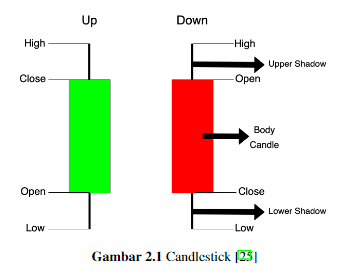 Up Down
High High
Upper Shadow
Close Open
Body
Candle
Open Close
Lower Shadow
Low Low
Gambar 2.1 Candlestick [25]